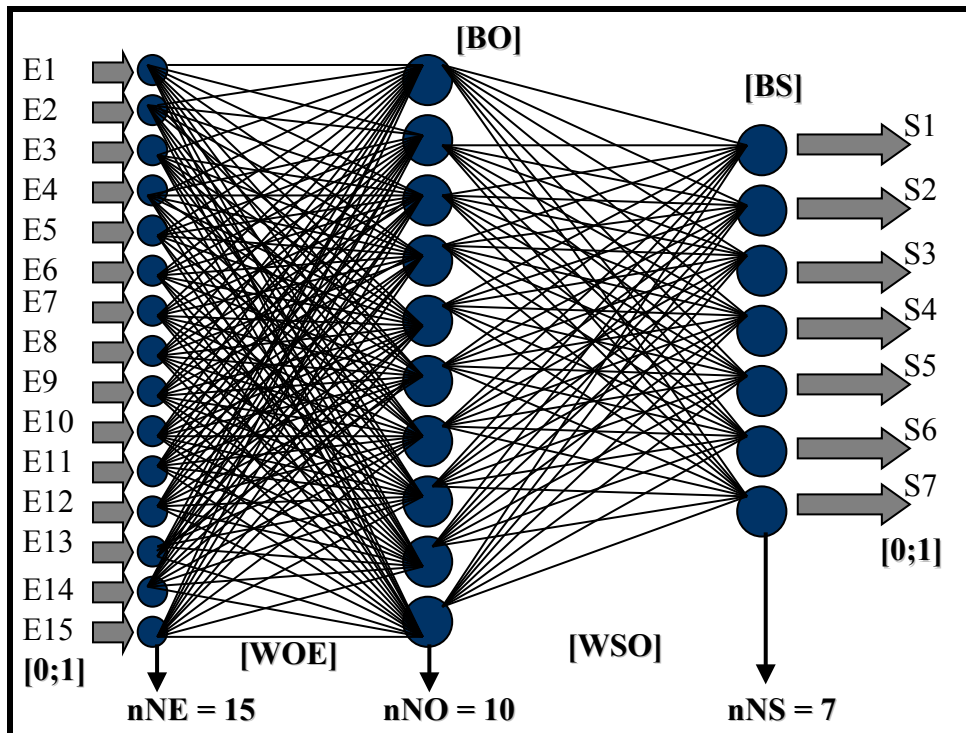 [BO]
[BS]
E1
E2
E3
E4
E5
E6
E7
E8
E9
E10
E11
E12
E13
E14
E15
[0;1]
S1
S2
S3
S4
S5
S6
S7
[0;1]
[WOE]
[WSO]
nNE = 15
nNO = 10
nNS = 7